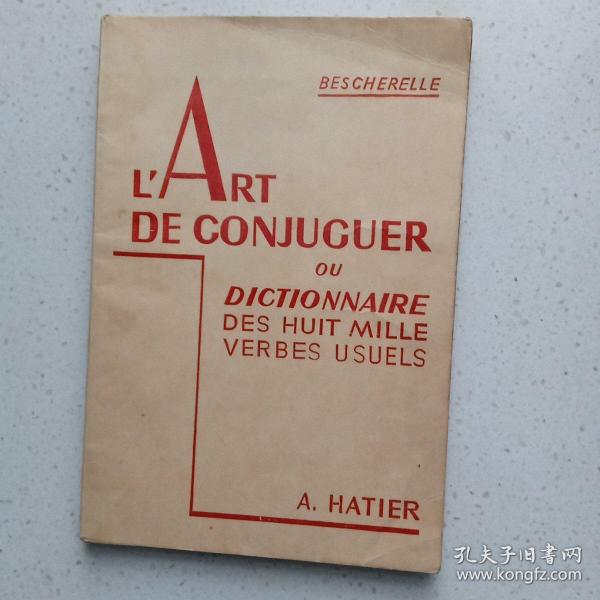 BESCHERELLE
L'ART
DE CONJUGUER
OU
DICTIONNAIRE
DES HUIT MILLE
VERBES USUELS
A. HATIER
孔夫子旧书网
www.kongfz.com